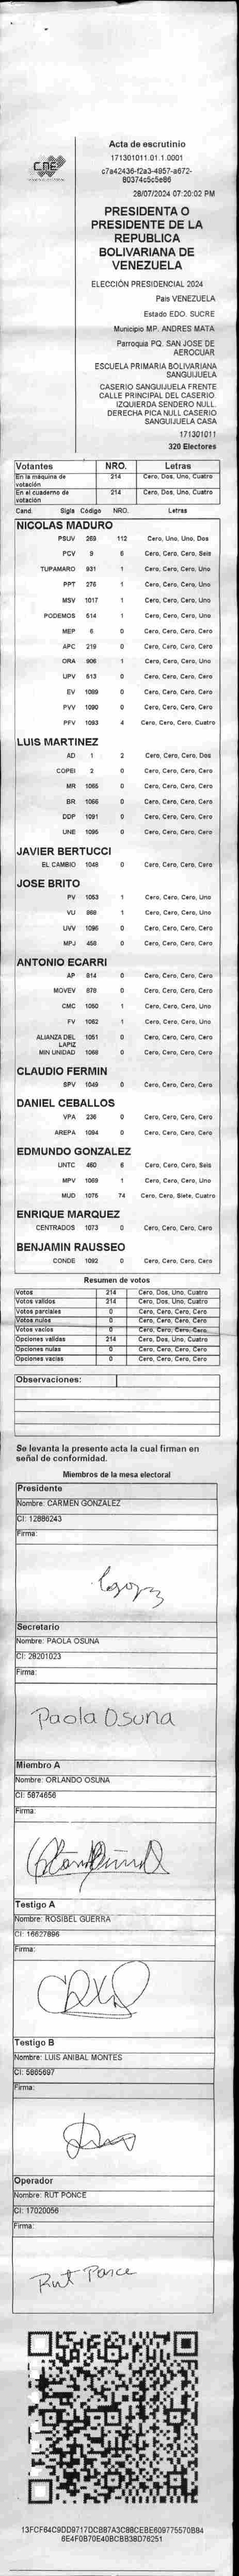 CNE
Acta de escrutinio
171301011.01.1.0001
c7a42436-f2a3-4957-a672-
80374c5c5e86
28/07/2024 07:20:02 PM
PRESIDENTA O
PRESIDENTE DE LA
REPUBLICA
BOLIVARIANA DE
VENEZUELA
ELECCIÓN PRESIDENCIAL 2024
Pais VENEZUELA
Estado EDO. SUCRE
Municipio MP. ANDRES MATA
Parroquia PQ. SAN JOSE DE
AEROCUAR
ESCUELA PRIMARIA BOLIVARIANA
SANGUIJUELA
CASERIO SANGUIJUELA FRENTE
CALLE PRINCIPAL DEL CASERIO.
IZQUIERDA SENDERO NULL.
DERECHA PICA NULL CASERIO
SANGUIJUELA CASA
171301011
320 Electores
Votantes NRO. Letras
En la máquina de votación 214 Cero, Dos, Uno, Cuatro
En el cuaderno de votación 214 Cero, Dos, Uno, Cuatro
Cand. Sigla Código NRO. Letras
NICOLAS MADURO
PSUV 269 112 Cero, Uno, Uno, Dos
PCV 9 6 Cero, Cero, Cero, Seis
TUPAMARO 931 1 Cero, Cero, Cero, Uno
PPT 276 1 Cero, Cero, Cero, Uno
MSV 1017 1 Cero, Cero, Cero, Uno
PODEMOS 514 1 Cero, Cero, Cero, Uno
MEP 6 0 Cero, Cero, Cero, Cero
APC 219 0 Cero, Cero, Cero, Cero
ORA 906 1 Cero, Cero, Cero, Uno
UPV 513 0 Cero, Cero, Cero, Cero
EV 1089 0 Cero, Cero, Cero, Cero
PVV 1090 0 Cero, Cero, Cero, Cero
PFV 1093 4 Cero, Cero, Cero, Cuatro
LUIS MARTINEZ
AD 1 2 Cero, Cero, Cero, Dos
COPEI 2 0 Cero, Cero, Cero, Cero
MR 1065 0 Cero, Cero, Cero, Cero
BR 1066 0 Cero, Cero, Cero, Cero
DDP 1091 0 Cero, Cero, Cero, Cero
UNE 1095 0 Cero, Cero, Cero, Cero
JAVIER BERTUCCI
EL CAMBIO 1048 0 Cero, Cero, Cero, Cero
JOSE BRITO
PV 1053 1 Cero, Cero, Cero, Uno
VU 868 1 Cero, Cero, Cero, Uno
UVV 1096 0 Cero, Cero, Cero, Cero
MPJ 458 0 Cero, Cero, Cero, Cero
ANTONIO ECARRI
AP 814 0 Cero, Cero, Cero, Cero
MOVEV 878 0 Cero, Cero, Cero, Cero
CMC 1050 1 Cero, Cero, Cero, Uno
FV 1062 1 Cero, Cero, Cero, Uno
ALIANZA DEL LAPIZ 1051 0 Cero, Cero, Cero, Cero
MIN UNIDAD 1068 0 Cero, Cero, Cero, Cero
CLAUDIO FERMIN
SPV 1049 0 Cero, Cero, Cero, Cero
DANIEL CEBALLOS
VPA 236 0 Cero, Cero, Cero, Cero
AREPA 1094 0 Cero, Cero, Cero, Cero
EDMUNDO GONZALEZ
UNTC 460 6 Cero, Cero, Cero, Seis
MPV 1069 1 Cero, Cero, Cero, Uno
MUD 1075 74 Cero, Cero, Siete, Cuatro
ENRIQUE MARQUEZ
CENTRADOS 1073 0 Cero, Cero, Cero, Cero
BENJAMIN RAUSSEO
CONDE 1092 0 Cero, Cero, Cero, Cero
Resumen de votos
Votos 214 Cero, Dos, Uno, Cuatro
Votos validos 214 Cero, Dos, Uno, Cuatro
Votos parciales 0 Cero, Cero, Cero, Cero
Votos nulos 0 Cero, Cero, Cero, Cero
Votos vacios 0 Cero, Cero, Cero, Cero
Opciones validas 214 Cero, Dos, Uno, Cuatro
Opciones nulas 0 Cero, Cero, Cero, Cero
Opciones vacias 0 Cero, Cero, Cero, Cero
Observaciones:
Se levanta la presente acta la cual firman en
señal de conformidad.
Miembros de la mesa electoral
Presidente
Nombre: CARMEN GONZALEZ
CI: 12886243
Firma:
Secretario
Nombre: PAOLA OSUNA
CI: 28201023
Firma:
Paola Osuna
Miembro A
Nombre: ORLANDO OSUNA
CI: 5874656
Firma:
Testigo A
Nombre: ROSIBEL GUERRA
CI: 16627896
Firma:
Testigo B
Nombre: LUIS ANIBAL MONTES
CI: 5865697
Firma:
Operador
Nombre: RUT PONCE
CI: 17020056
Firma:
Rut Ponce
13FCF64C9DD9717DCB87A3C88CEBE609775570B84
6E4F0B70E40BCBB38D76251